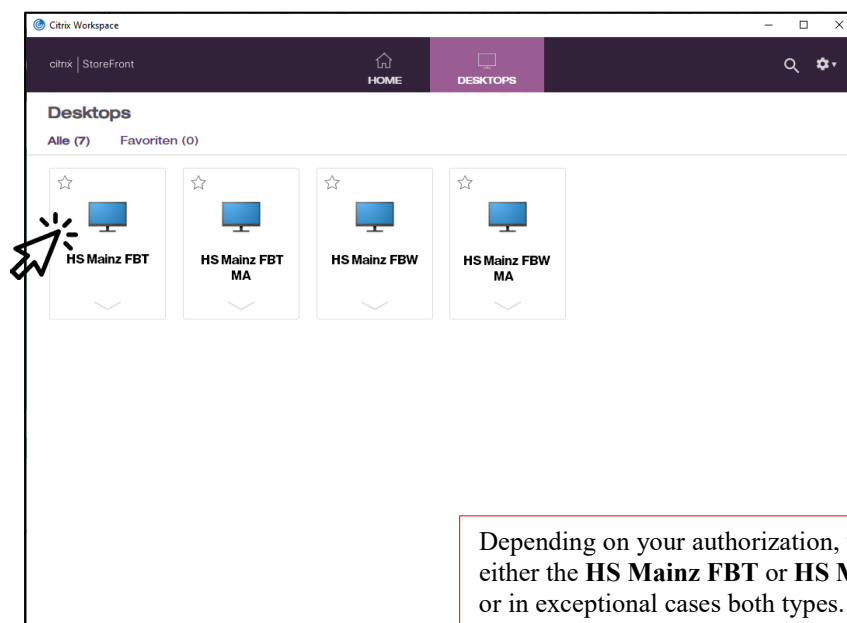 Citrix Workspace
citrix | StoreFront
HOME
DESKTOPS
Desktops
Alle (7) Favoriten (0)
HS Mainz FBT
HS Mainz FBT
MA
HS Mainz FBW
HS Mainz FBW
MA
Depending on your authorization,
either the HS Mainz FBT or HS
or in exceptional cases both types.